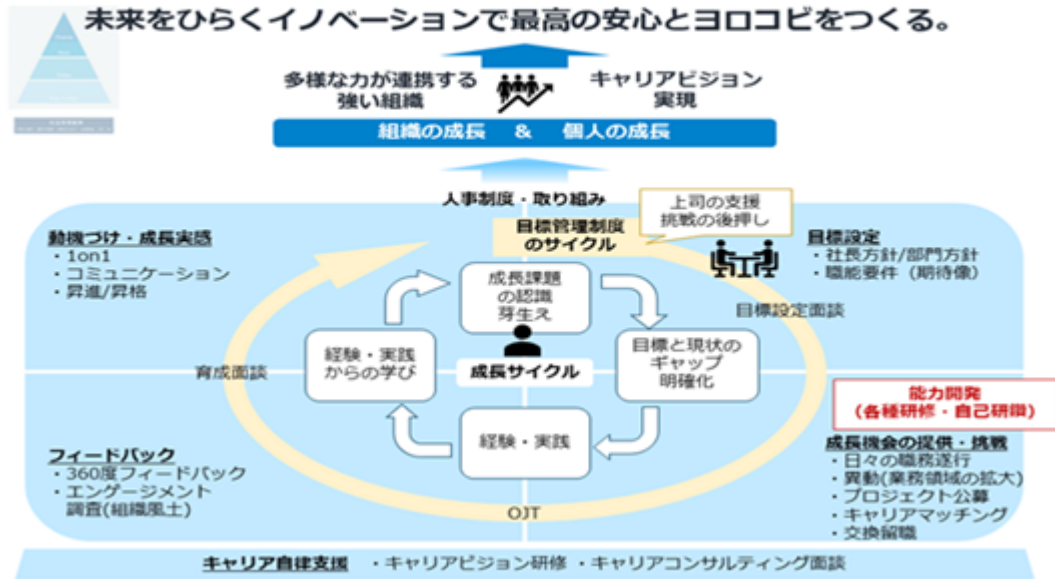 未来をひらくイノベーションで最高の安心とヨロコビをつくる。
多様な力が連携する
強い組織
キャリアビジョン
実現
組織の成長 & 個人の成長
人事制度・取り組み
上司の支援
挑戦の後押し
目標管理制度
のサイクル
動機づけ・成長実感
・1on1
・コミュニケーション
・昇進/昇格
目標設定
・社長方針/部門方針
・職能要件（期待像）
成長課題
の認識
芽生え
目標設定面談
経験・実践
からの学び
目標と現状の
ギャップ
明確化
育成面談
成長サイクル
能力開発
(各種研修・自己研鑽)
経験・実践
フィードバック
・360度フィードバック
・エンゲージメント
調査(組織風土)
成長機会の提供・挑戦
・日々の職務遂行
・異動(業務領域の拡大)
・プロジェクト公募
・キャリアマッチング
・交換留職
OJT
キャリア自律支援 ・キャリアビジョン研修 ・キャリアコンサルティング面談